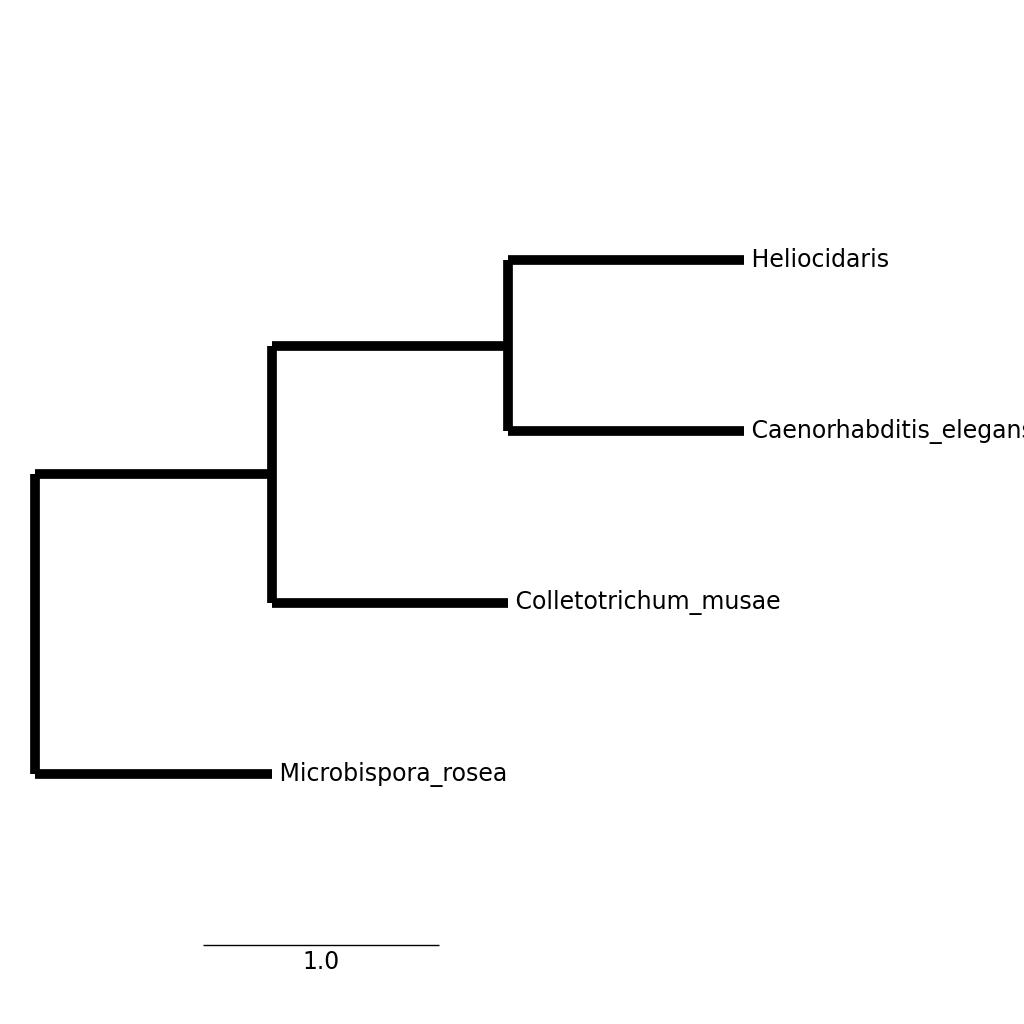 Heliocidaris
Caenorhabditis_elegans
Colletotrichum_musae
Microbispora_rosea
1.0